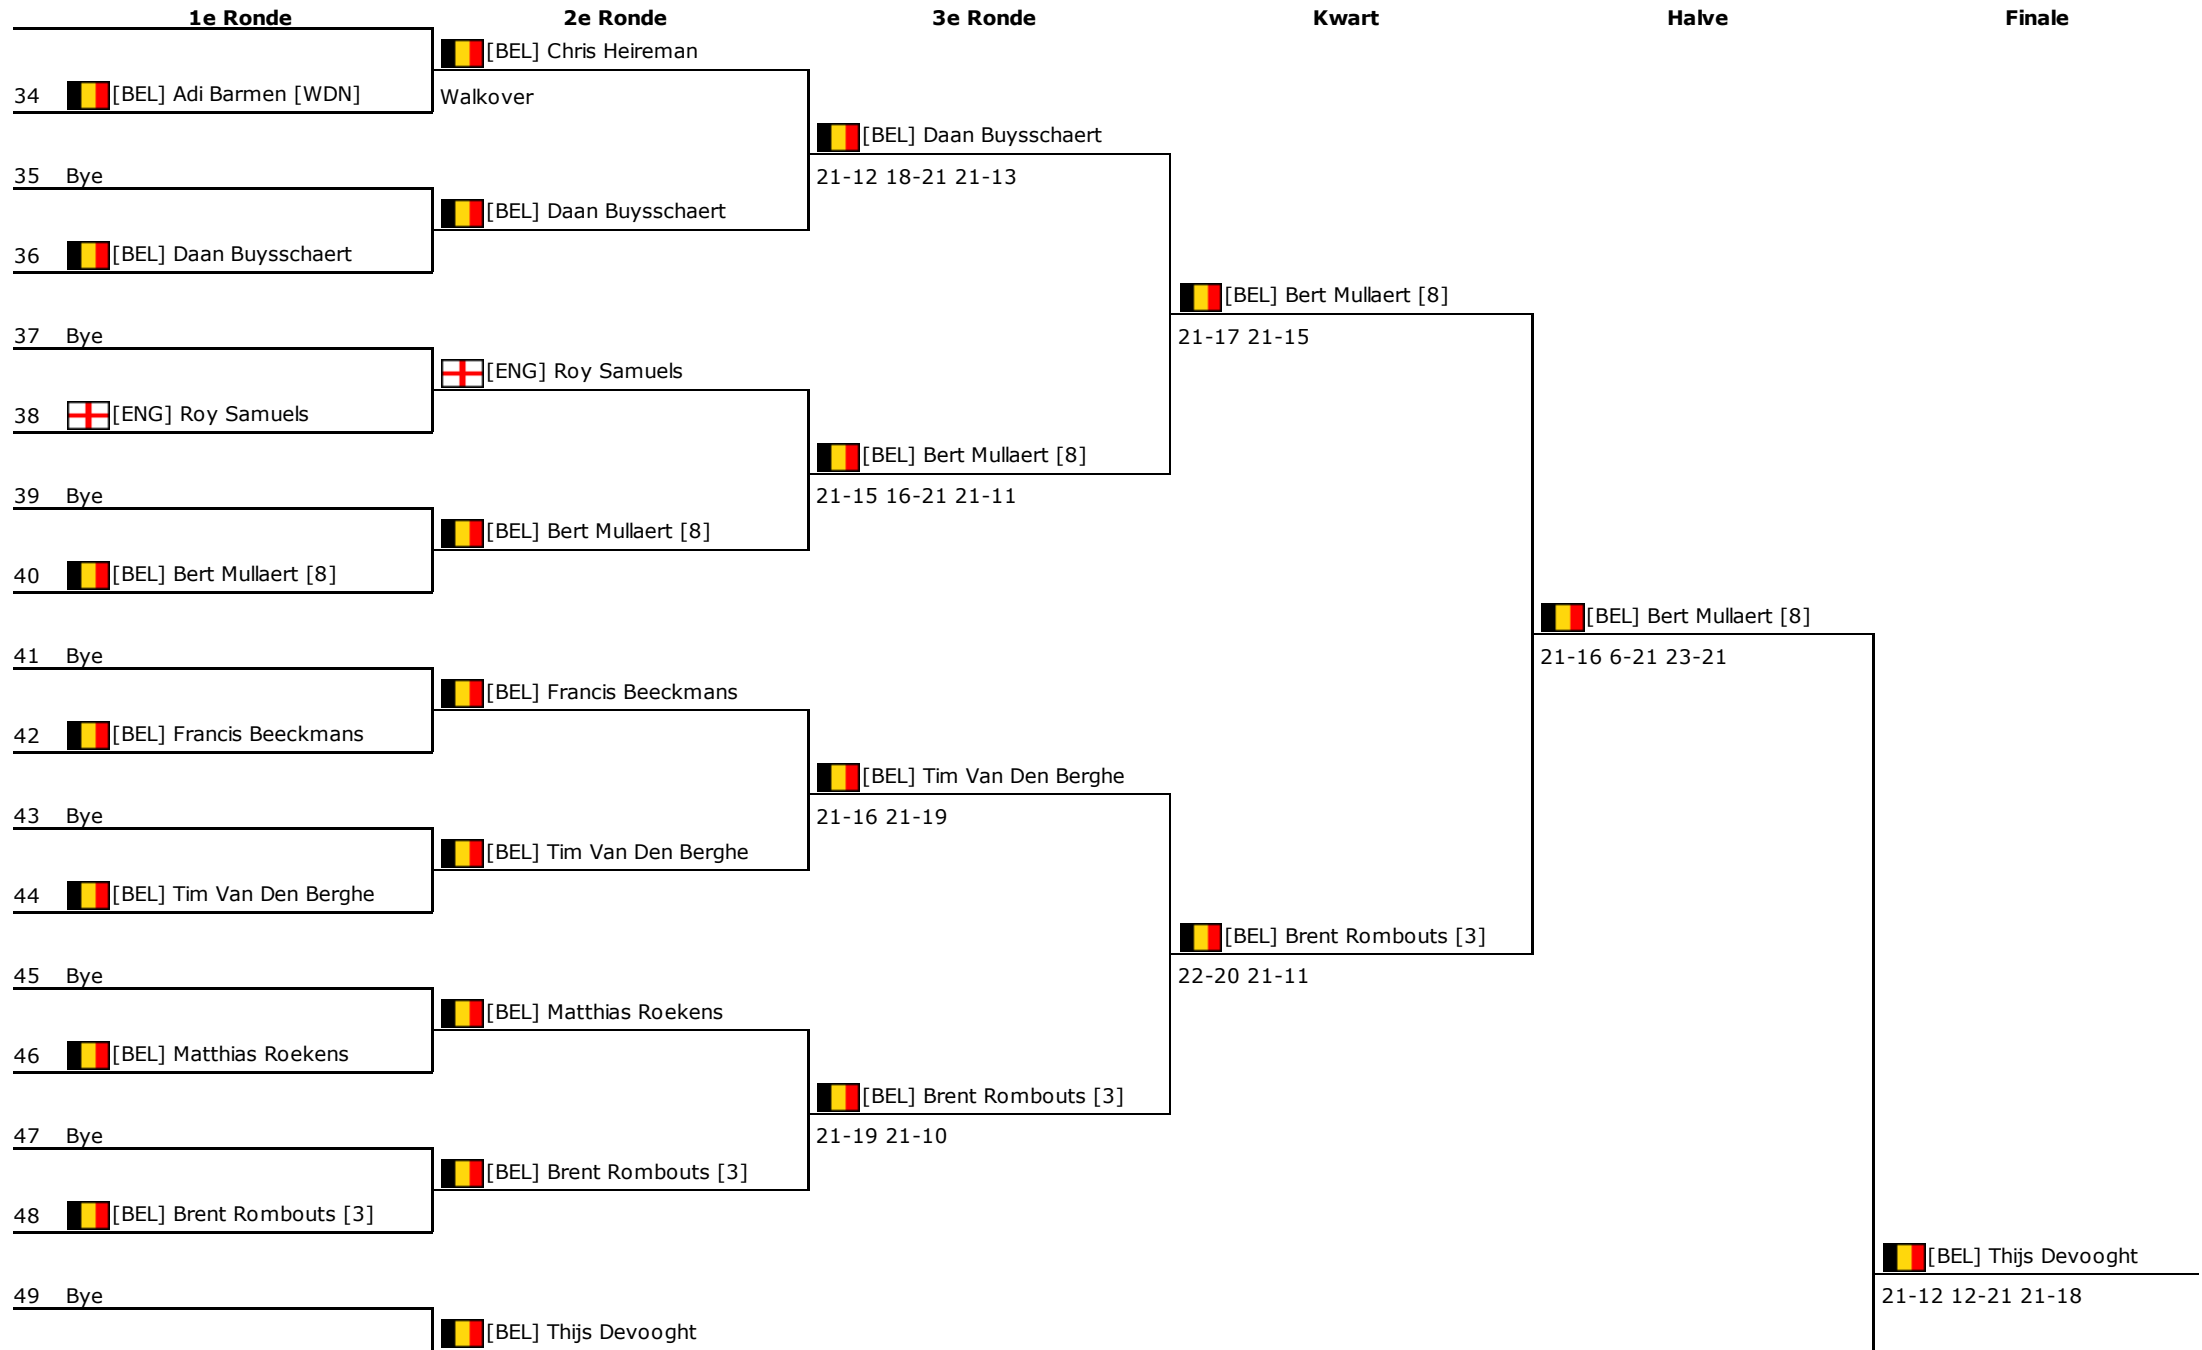 1e Ronde 2e Ronde 3e Ronde Kwart Halve Finale
[BEL] Chris Heireman
34 [BEL] Adi Barmen [WDN] Walkover
[BEL] Daan Buysschaert
35 Bye 21-12 18-21 21-13
[BEL] Daan Buysschaert
36 [BEL] Daan Buysschaert
[BEL] Bert Mullaert [8]
37 Bye 21-17 21-15
[ENG] Roy Samuels
38 [ENG] Roy Samuels
[BEL] Bert Mullaert [8]
39 Bye 21-15 16-21 21-11
[BEL] Bert Mullaert [8]
40 [BEL] Bert Mullaert [8]
[BEL] Bert Mullaert [8]
41 Bye 21-16 6-21 23-21
[BEL] Francis Beeckmans
42 [BEL] Francis Beeckmans
[BEL] Tim Van Den Berghe
43 Bye 21-16 21-19
[BEL] Tim Van Den Berghe
44 [BEL] Tim Van Den Berghe
[BEL] Brent Rombouts [3]
45 Bye 22-20 21-11
[BEL] Matthias Roekens
46 [BEL] Matthias Roekens
[BEL] Brent Rombouts [3]
47 Bye 21-19 21-10
[BEL] Brent Rombouts [3]
48 [BEL] Brent Rombouts [3]
[BEL] Thijs Devooght
49 Bye 21-12 12-21 21-18
[BEL] Thijs Devooght